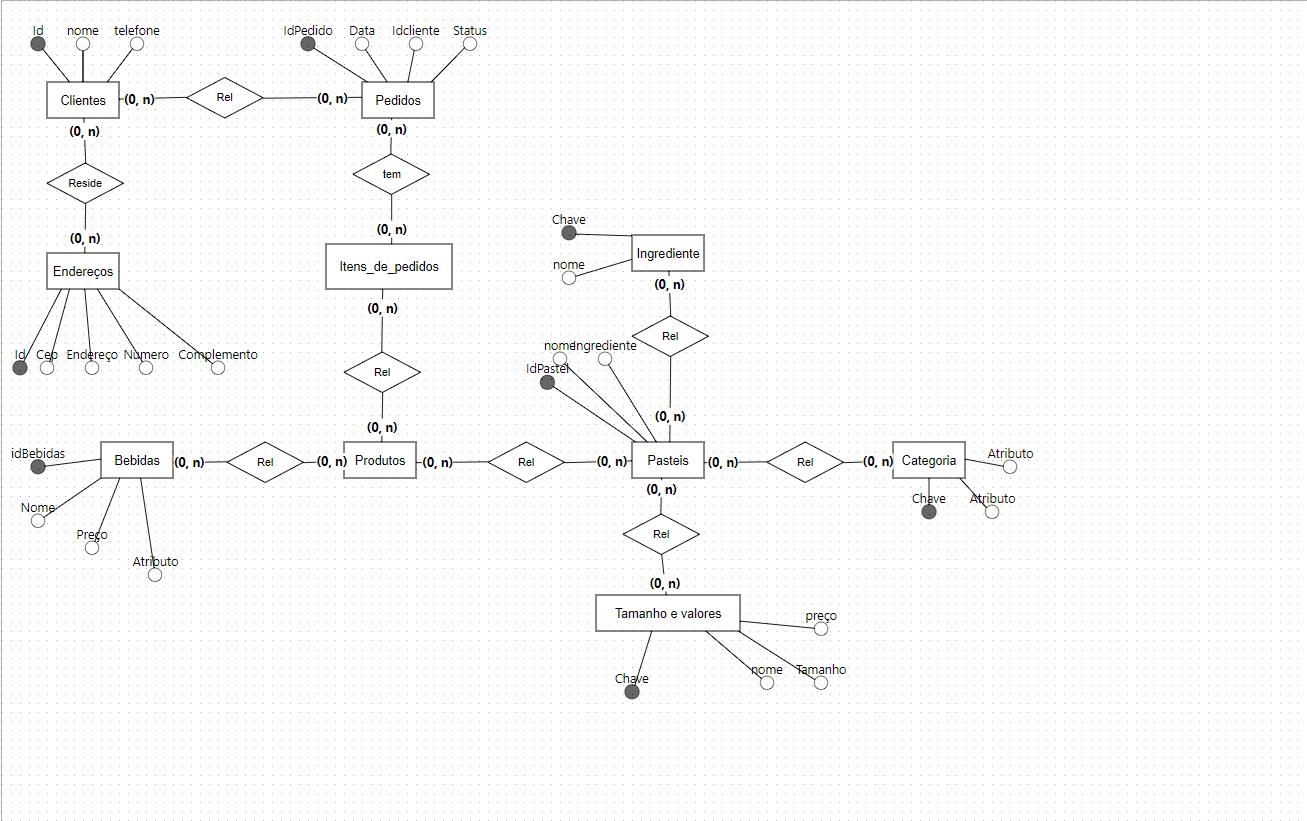 Id nome telefone IdPedido Data Idcliente Status
Clientes (0, n) Rel (0, n) Pedidos
(0, n) (0, n)
Reside tem
(0, n) (0, n)
Chave
Ingrediente
nome
Endereços Itens_de_pedidos
(0, n)
(0, n)
Rel
nome Ingrediente
Id Cep Endereço Número Complemento
IdPastel
Rel
(0, n)
(0, n)
idBebidas
Bebidas (0, n) Rel (0, n) Produtos (0, n) Rel (0, n) Pasteis (0, n) Rel (0, n) Categoria
Atributo
(0, n)
Chave Atributo
Nome
Preço
Rel
Atributo
(0, n)
Tamanho e valores
preço
nome Tamanho
Chave